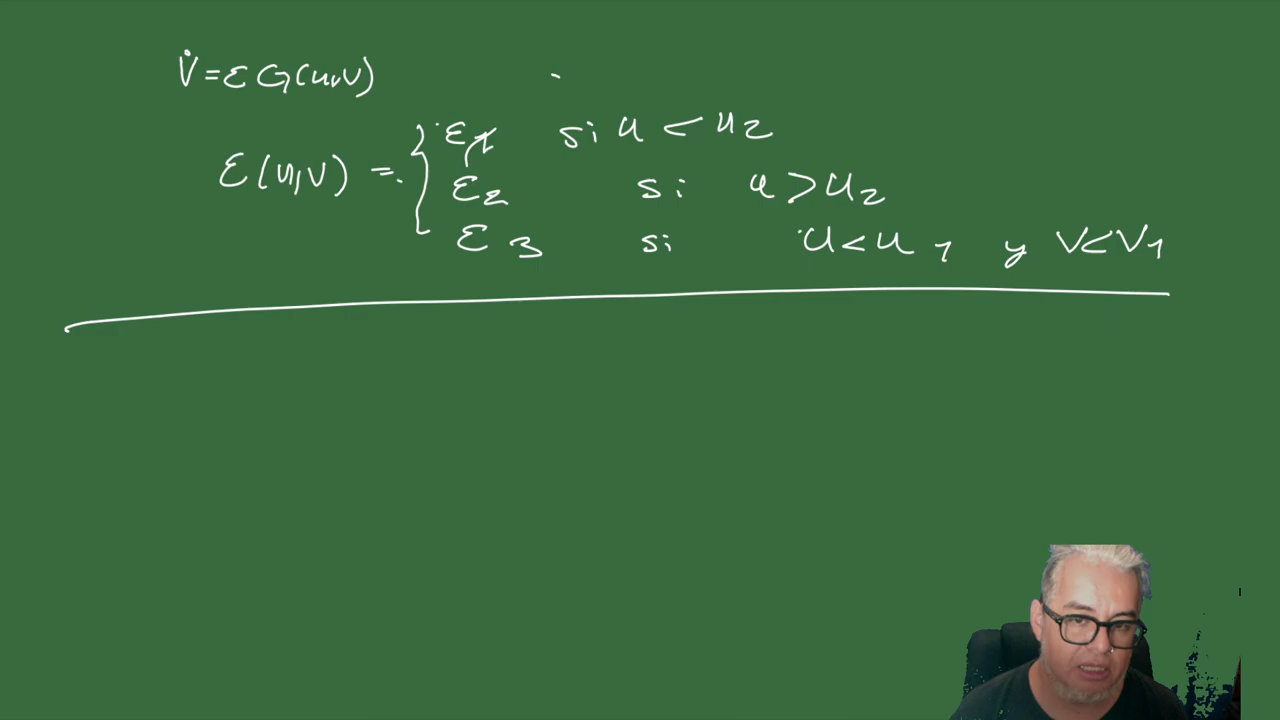 V̇ = ε G(u,v)
ε1 si u < u2
ε(u,v) = { ε2 si u > u2
ε3 si u < u1 y v < v1